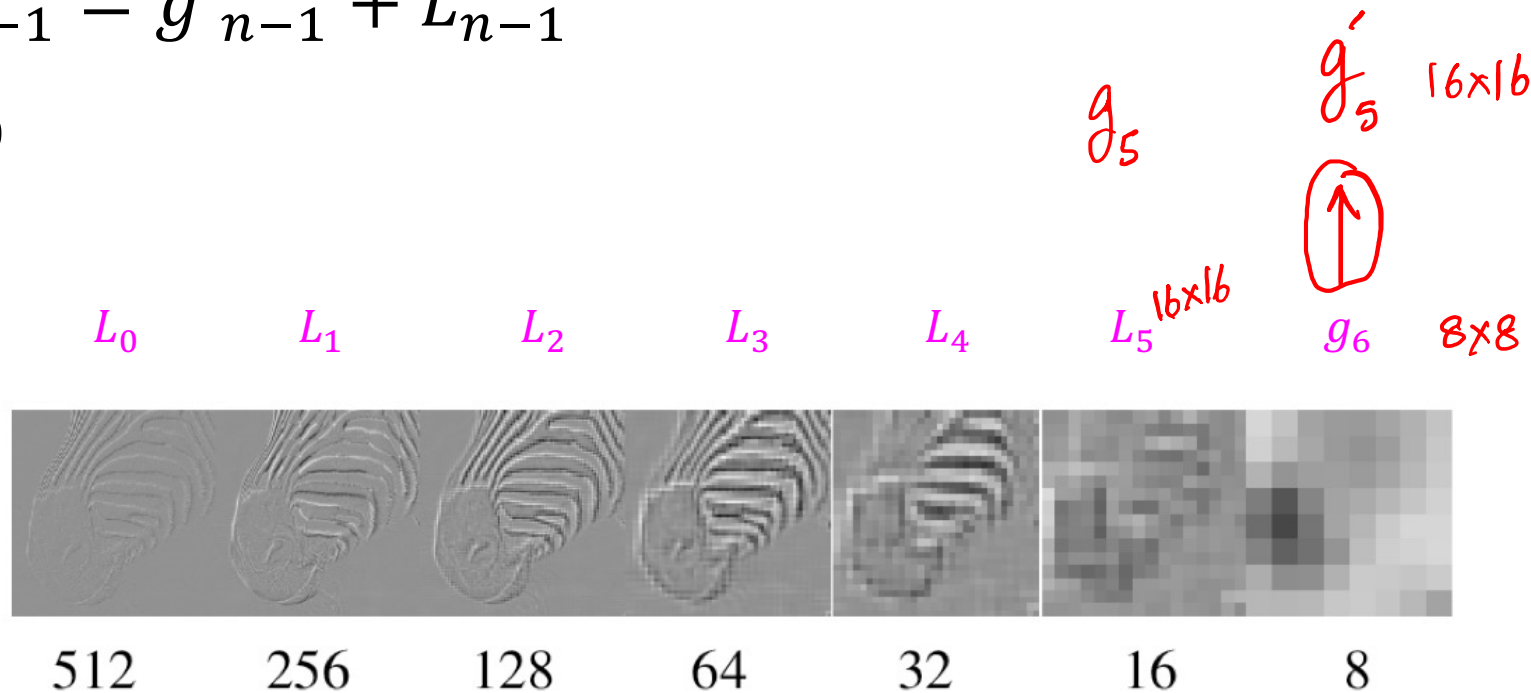 ₋₁ = g ₙ₋₁ + Lₙ₋₁
)
g₅ g′₅ 16×16
↑
L₀ L₁ L₂ L₃ L₄ L₅ 16×16 g₆ 8×8
512 256 128 64 32 16 8